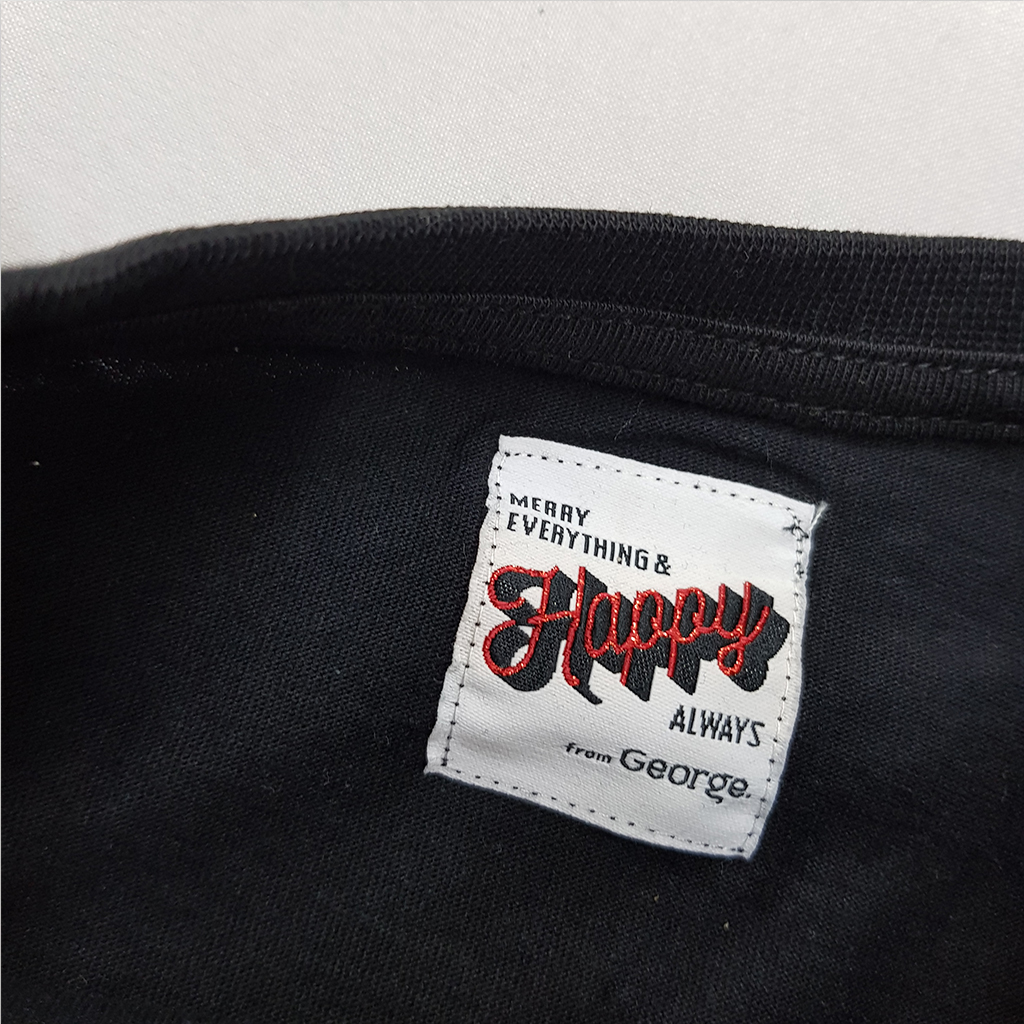 MERRY
EVERYTHING &
Happy
ALWAYS
from George.